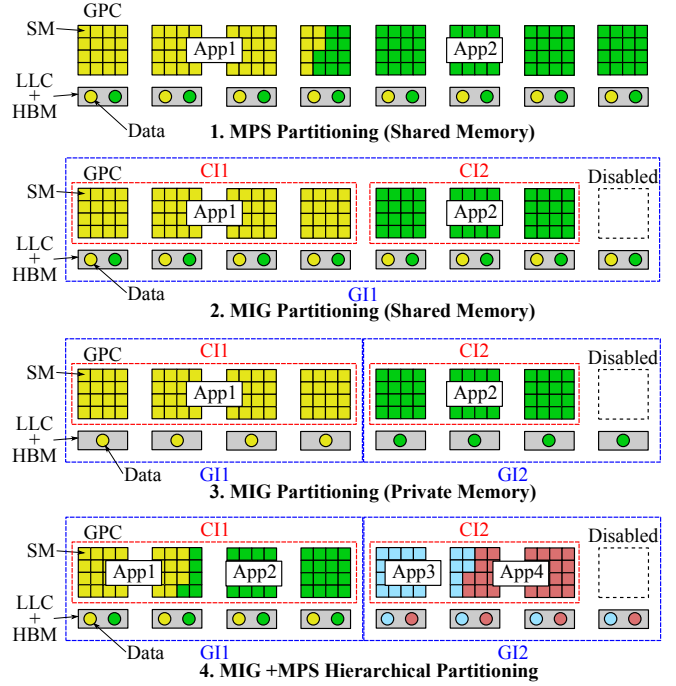 GPC
SM
App1
App2
LLC
+
HBM
Data
1. MPS Partitioning (Shared Memory)
GPC
CI1
CI2
Disabled
SM
App1
App2
LLC
+
HBM
Data
GI1
2. MIG Partitioning (Shared Memory)
GPC
CI1
CI2
Disabled
SM
App1
App2
LLC
+
HBM
Data
GI1
GI2
3. MIG Partitioning (Private Memory)
GPC
CI1
CI2
Disabled
SM
App1
App2
App3
App4
LLC
+
HBM
Data
GI1
GI2
4. MIG +MPS Hierarchical Partitioning